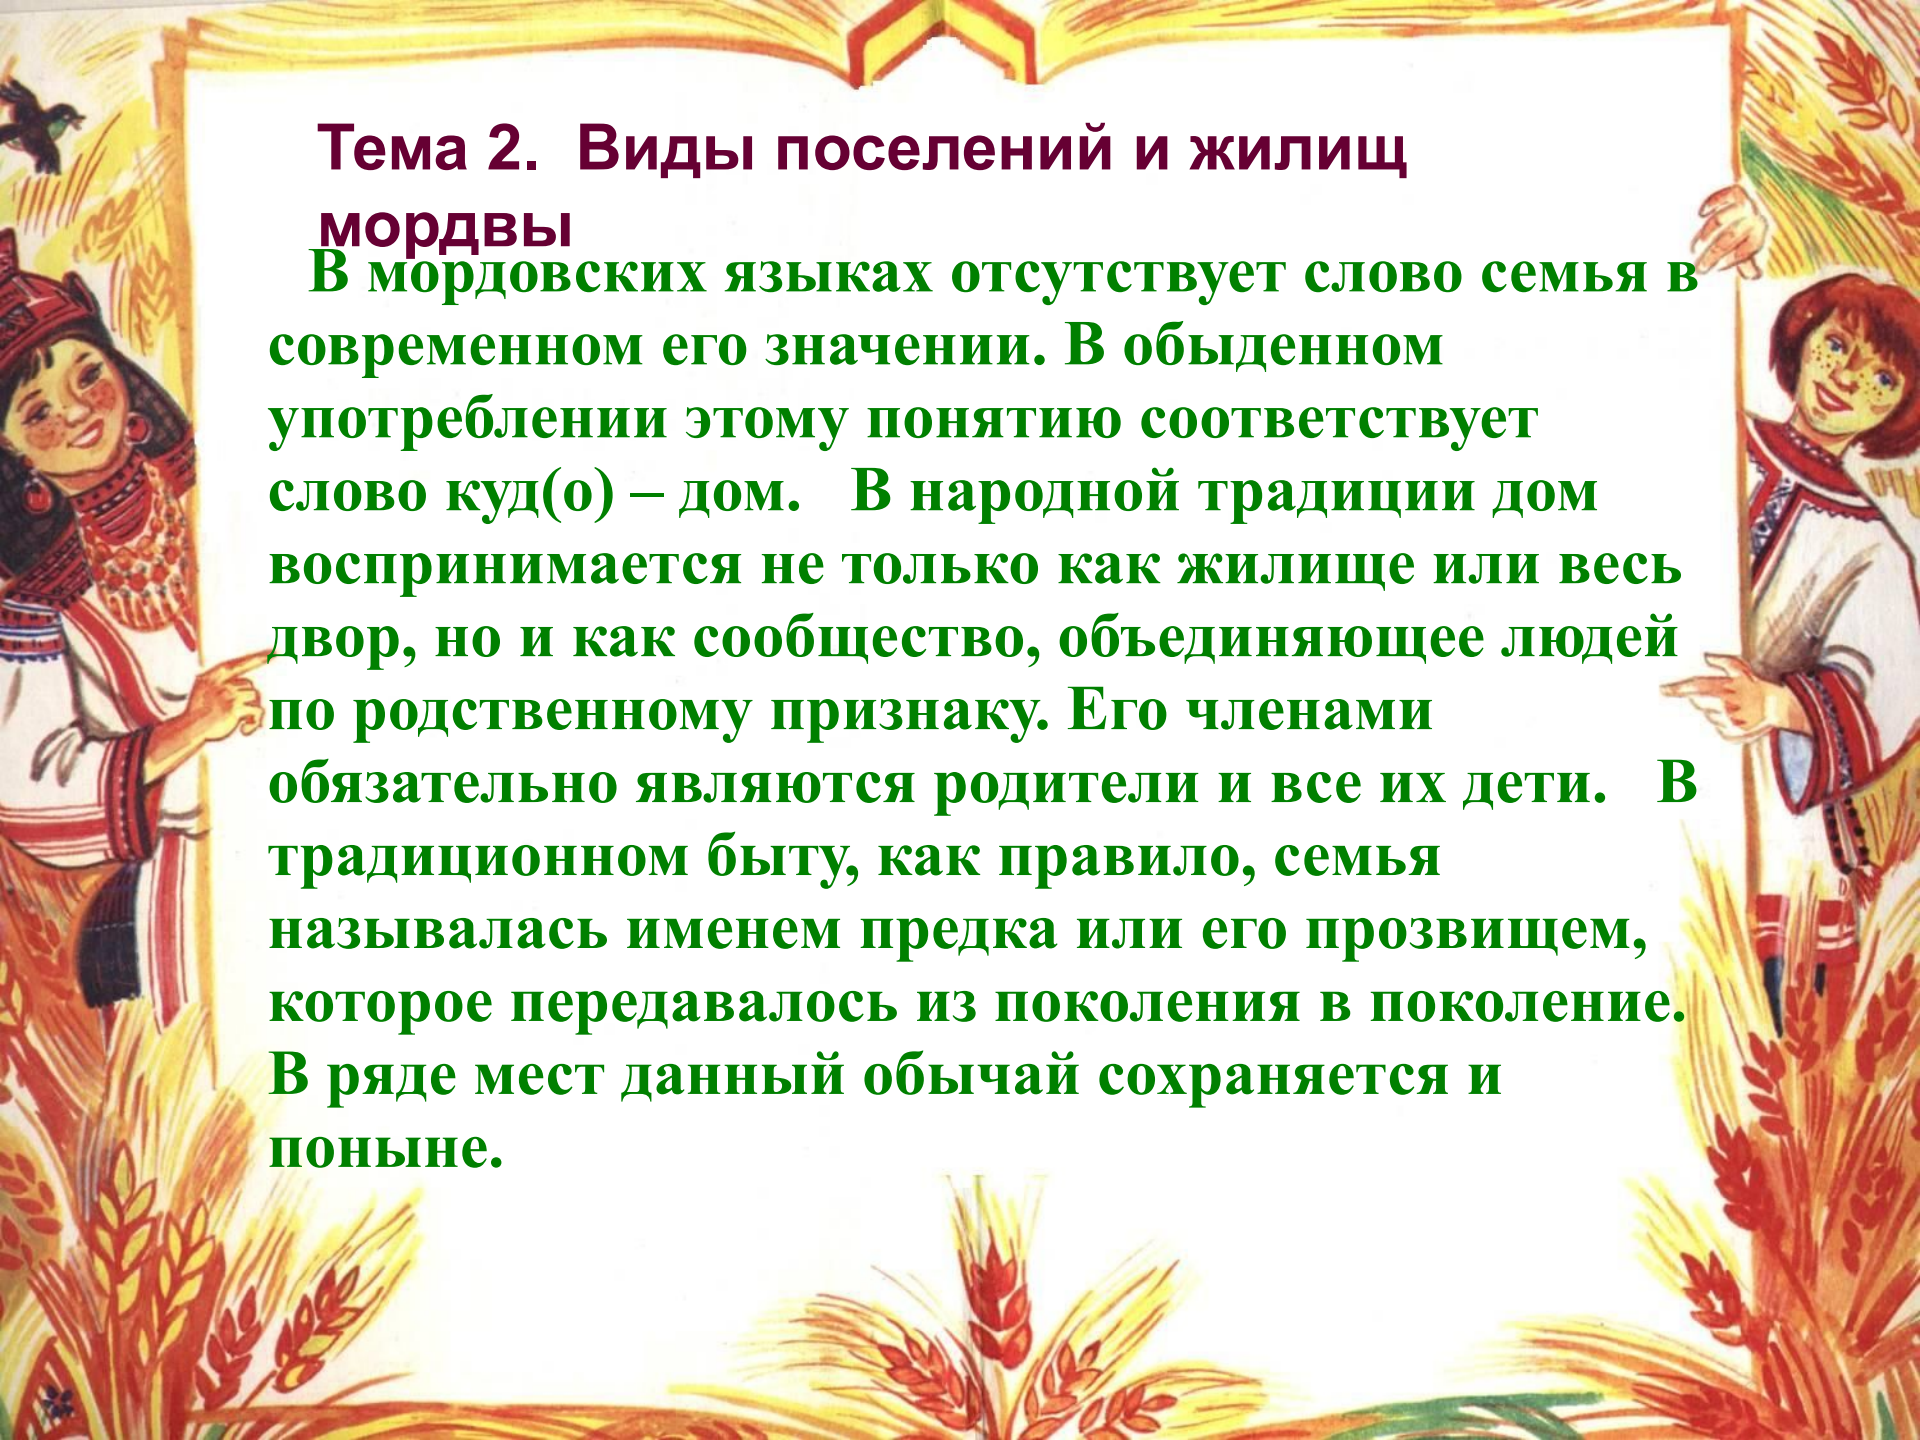 Тема 2.  Виды поселений и жилищ
мордвы
В мордовских языках отсутствует слово семья в
современном его значении. В обыденном
употреблении этому понятию соответствует
слово куд(о) – дом.   В народной традиции дом
воспринимается не только как жилище или весь
двор, но и как сообщество, объединяющее людей
по родственному признаку. Его членами
обязательно являются родители и все их дети.   В
традиционном быту, как правило, семья
называлась именем предка или его прозвищем,
которое передавалось из поколения в поколение.
В ряде мест данный обычай сохраняется и
поныне.